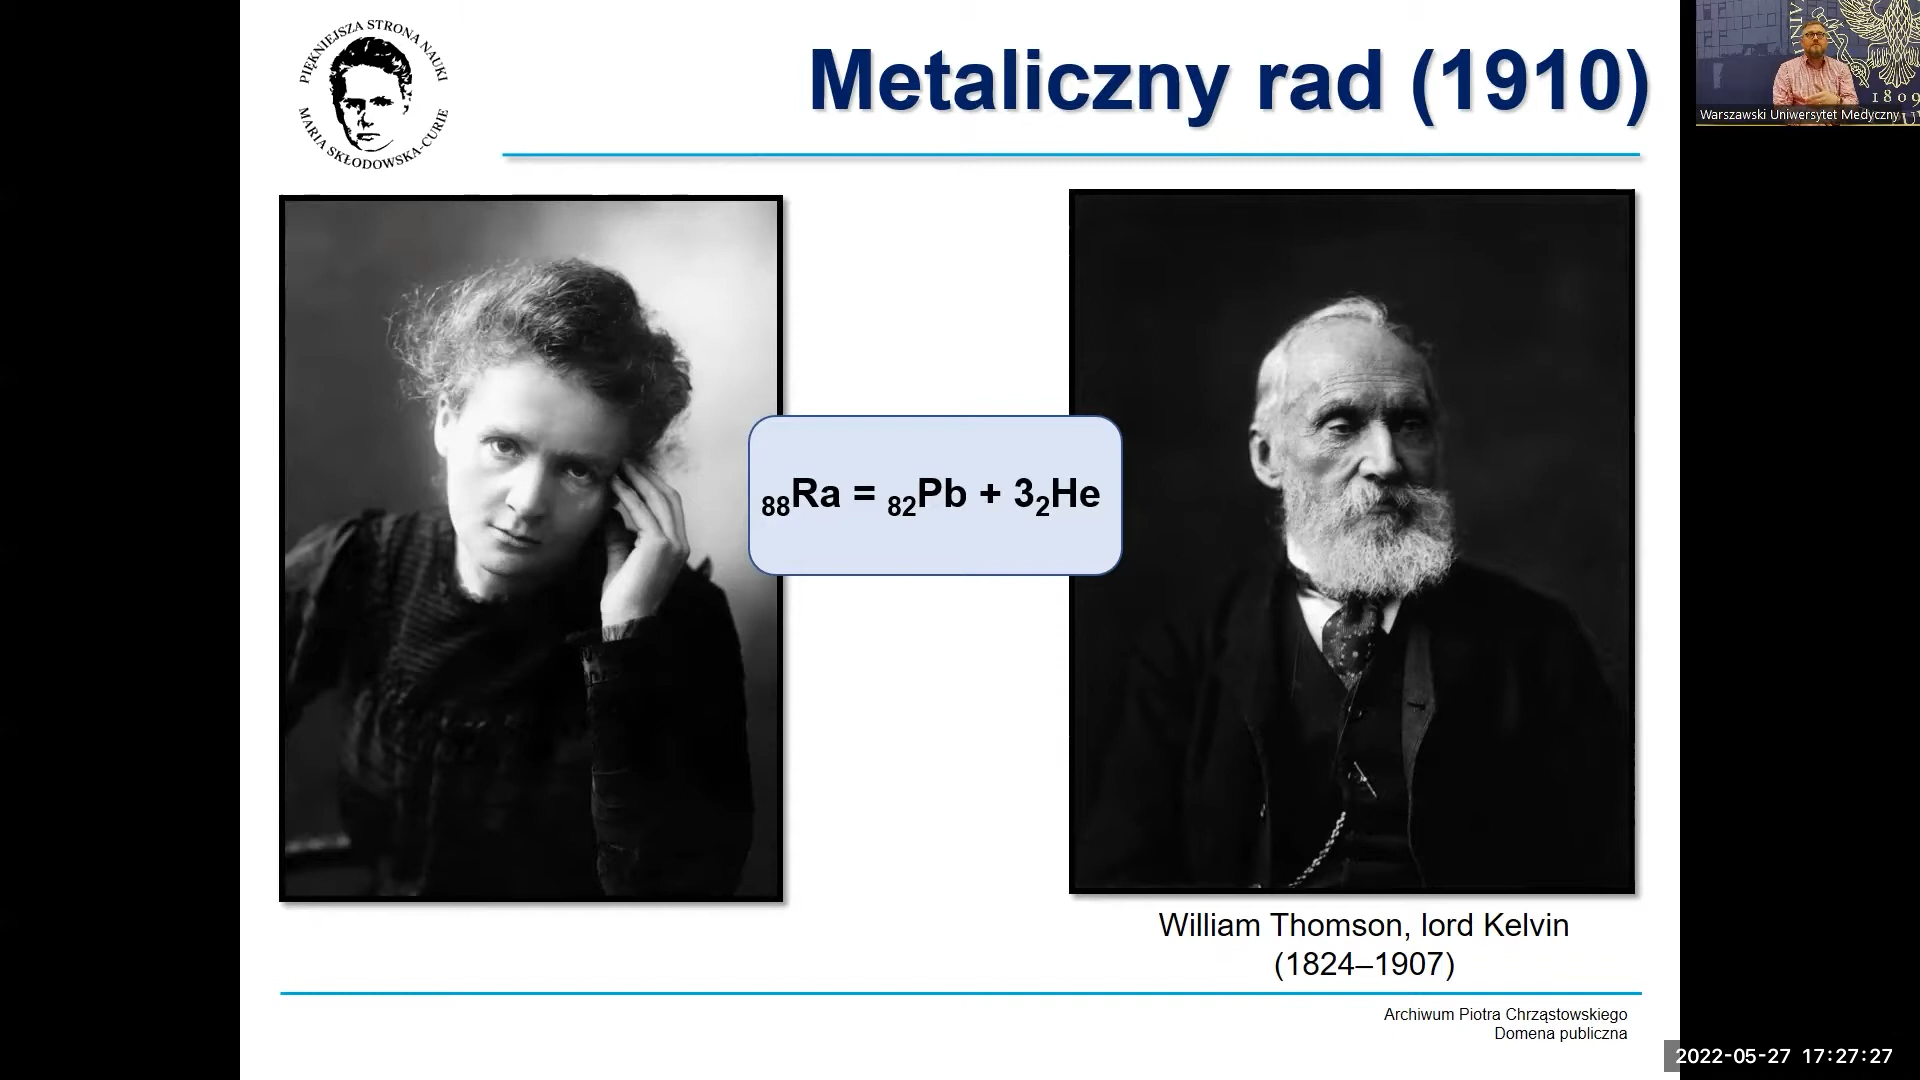 PIĘKNIEJSZA STRONA NAUKI
MARIA SKŁODOWSKA-CURIE
Metaliczny rad (1910)
1809
Warszawski Uniwersytet Medyczny
₈₈Ra = ₈₂Pb + 3₂He
William Thomson, lord Kelvin
(1824–1907)
Archiwum Piotra Chrząstowskiego
Domena publiczna
2022-05-27 17:27:27